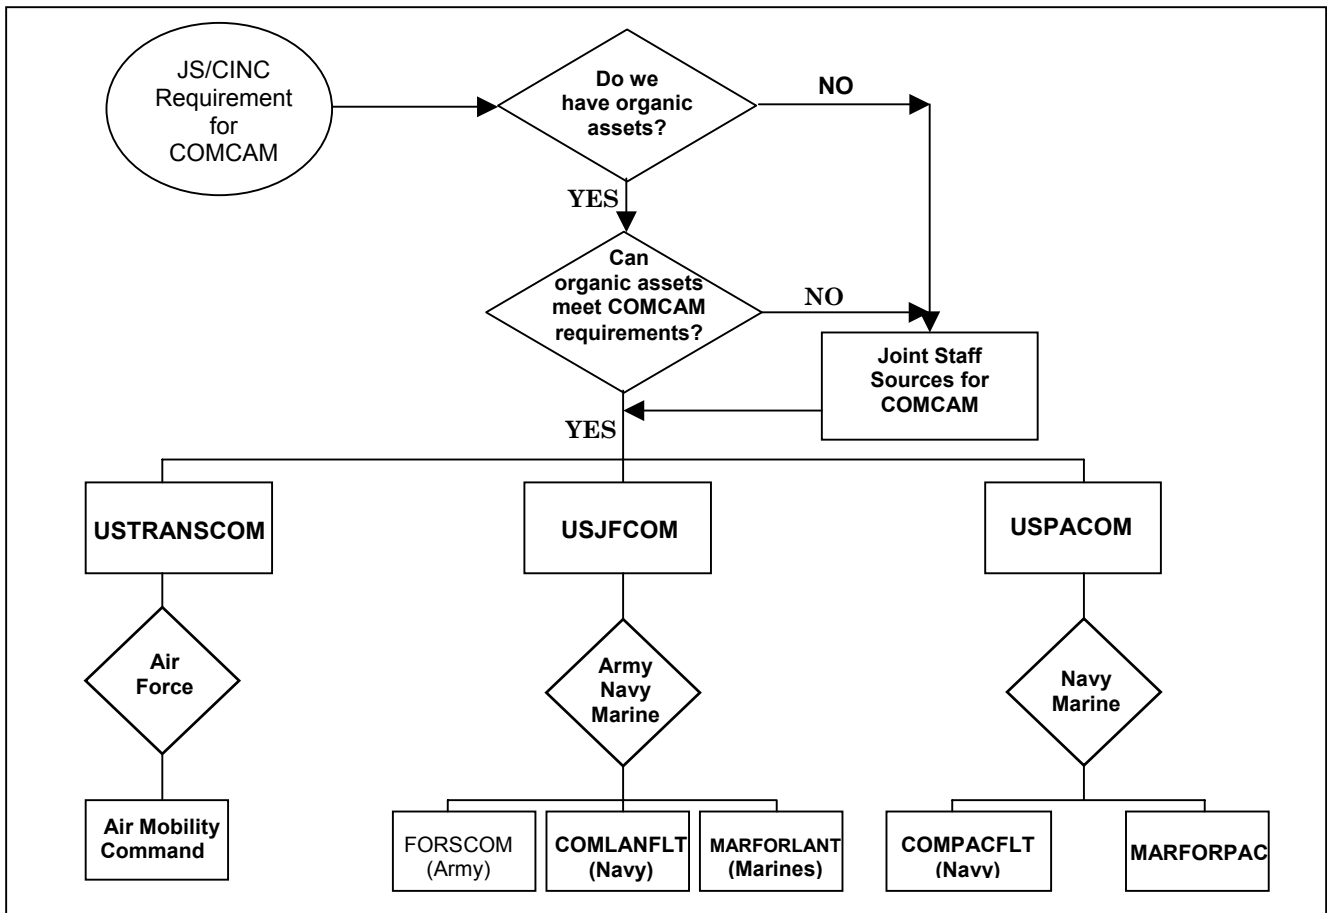 JS/CINC
Requirement
for
COMCAM
Do we
have organic
assets?
NO
YES
Can
organic assets
meet COMCAM
requirements?
NO
Joint Staff
Sources for
COMCAM
YES
USTRANSCOM
USJFCOM
USPACOM
Air
Force
Army
Navy
Marine
Navy
Marine
Air Mobility
Command
FORSCOM
(Army)
COMLANFLT
(Navy)
MARFORLANT
(Marines)
COMPACFLT
(Navy)
MARFORPAC